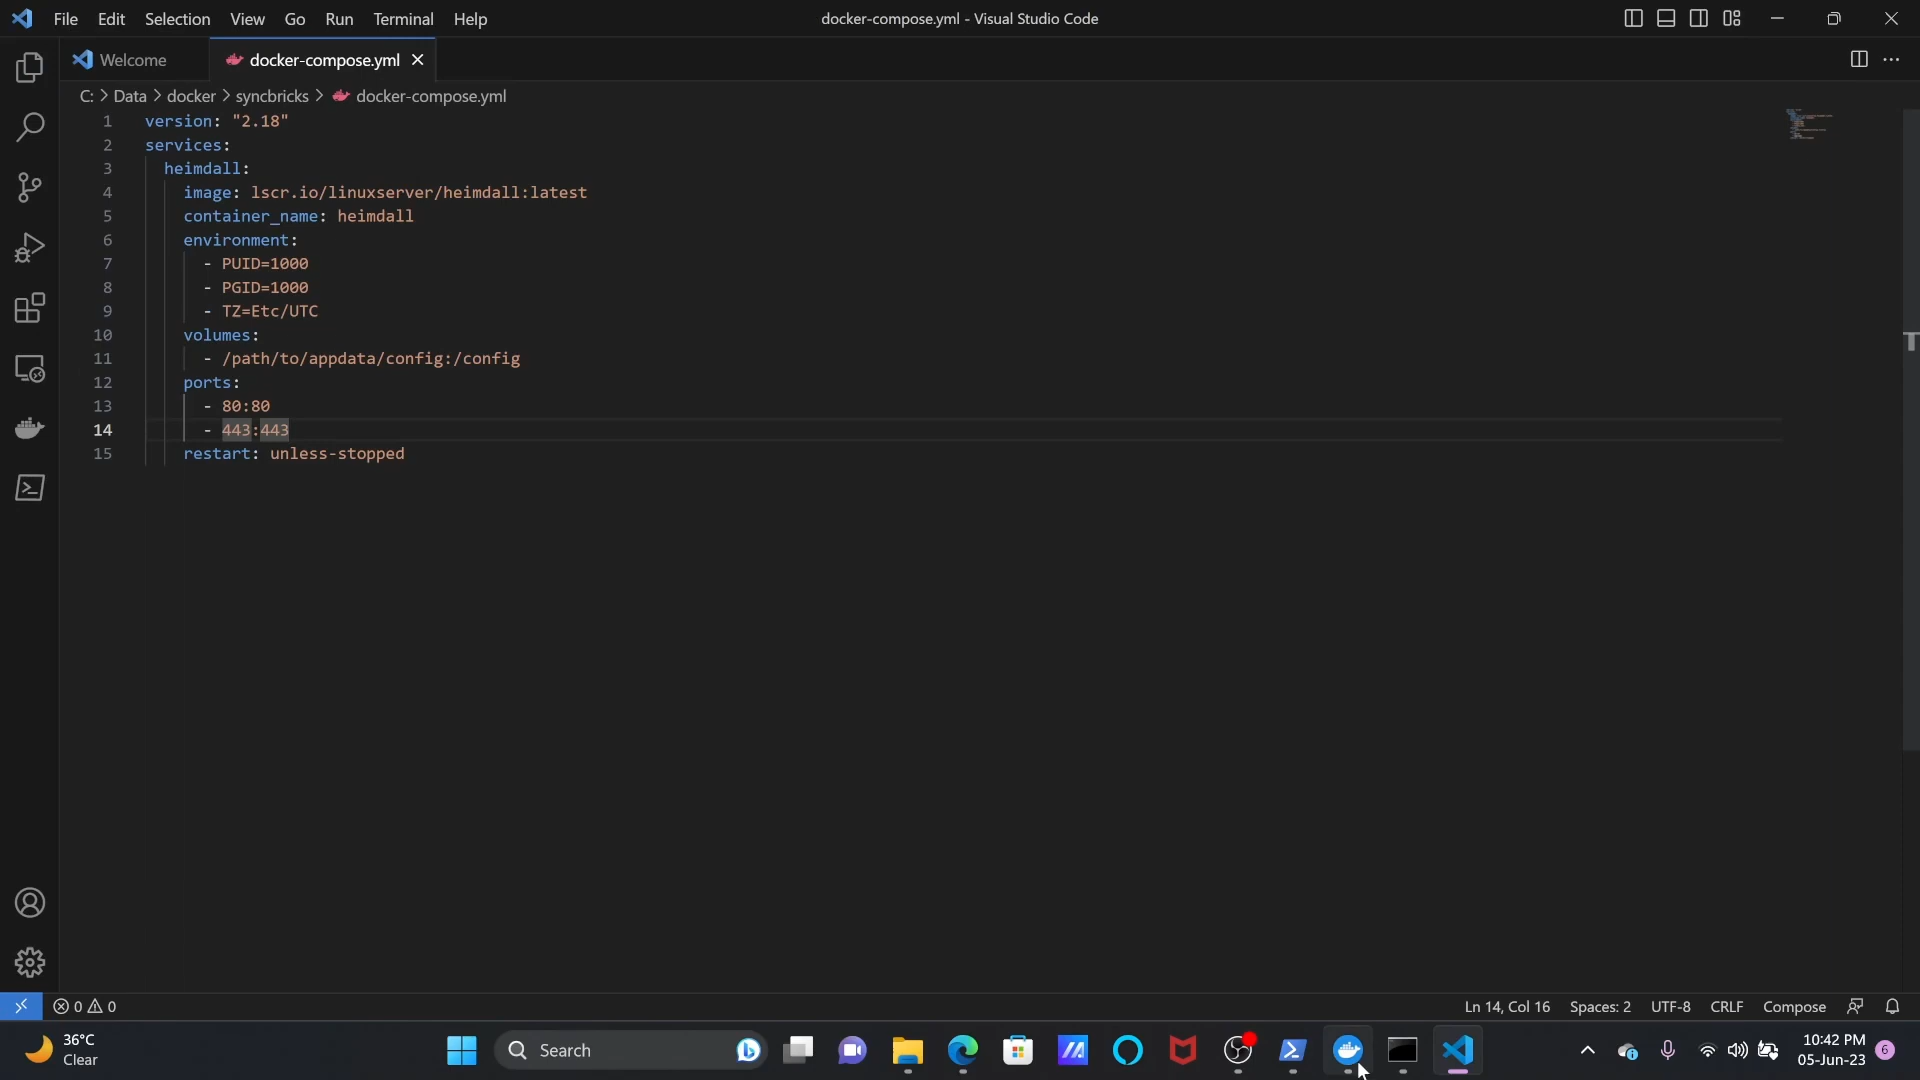 File Edit Selection View Go Run Terminal Help
docker-compose.yml - Visual Studio Code
Welcome
docker-compose.yml
C: > Data > docker > syncbricks > docker-compose.yml
1 version: "2.18"
2 services:
3 heimdall:
4 image: lscr.io/linuxserver/heimdall:latest
5 container_name: heimdall
6 environment:
7 - PUID=1000
8 - PGID=1000
9 - TZ=Etc/UTC
10 volumes:
11 - /path/to/appdata/config:/config
12 ports:
13 - 80:80
14 - 443:443
15 restart: unless-stopped
0 0
Ln 14, Col 16 Spaces: 2 UTF-8 CRLF Compose
36°C
Clear
Search
10:42 PM
05-Jun-23
6